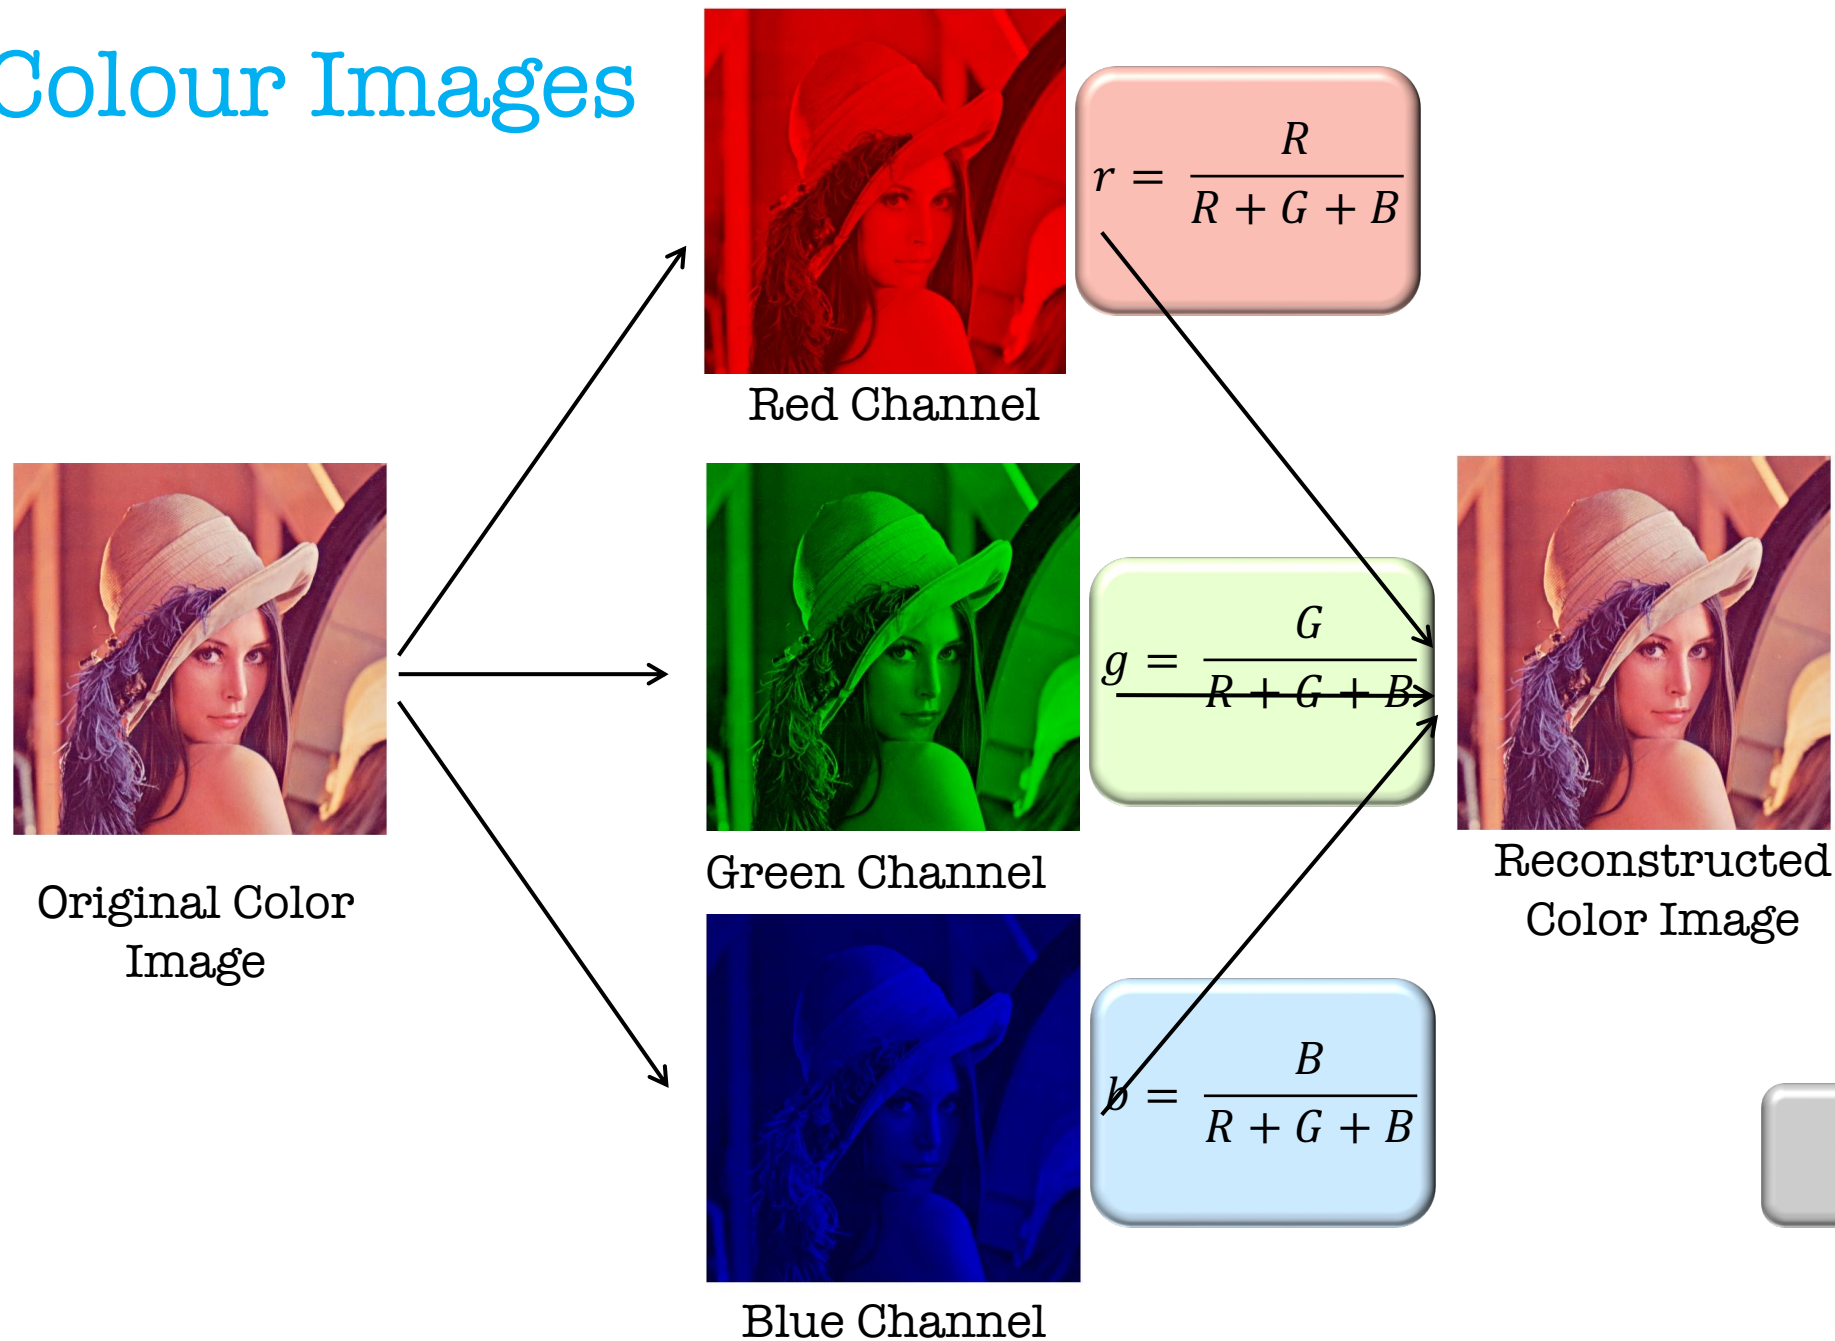 Colour Images
r = R / R + G + B
Red Channel
Original Color
Image
g = G / R + G + B
Green Channel
Reconstructed
Color Image
b = B / R + G + B
Blue Channel